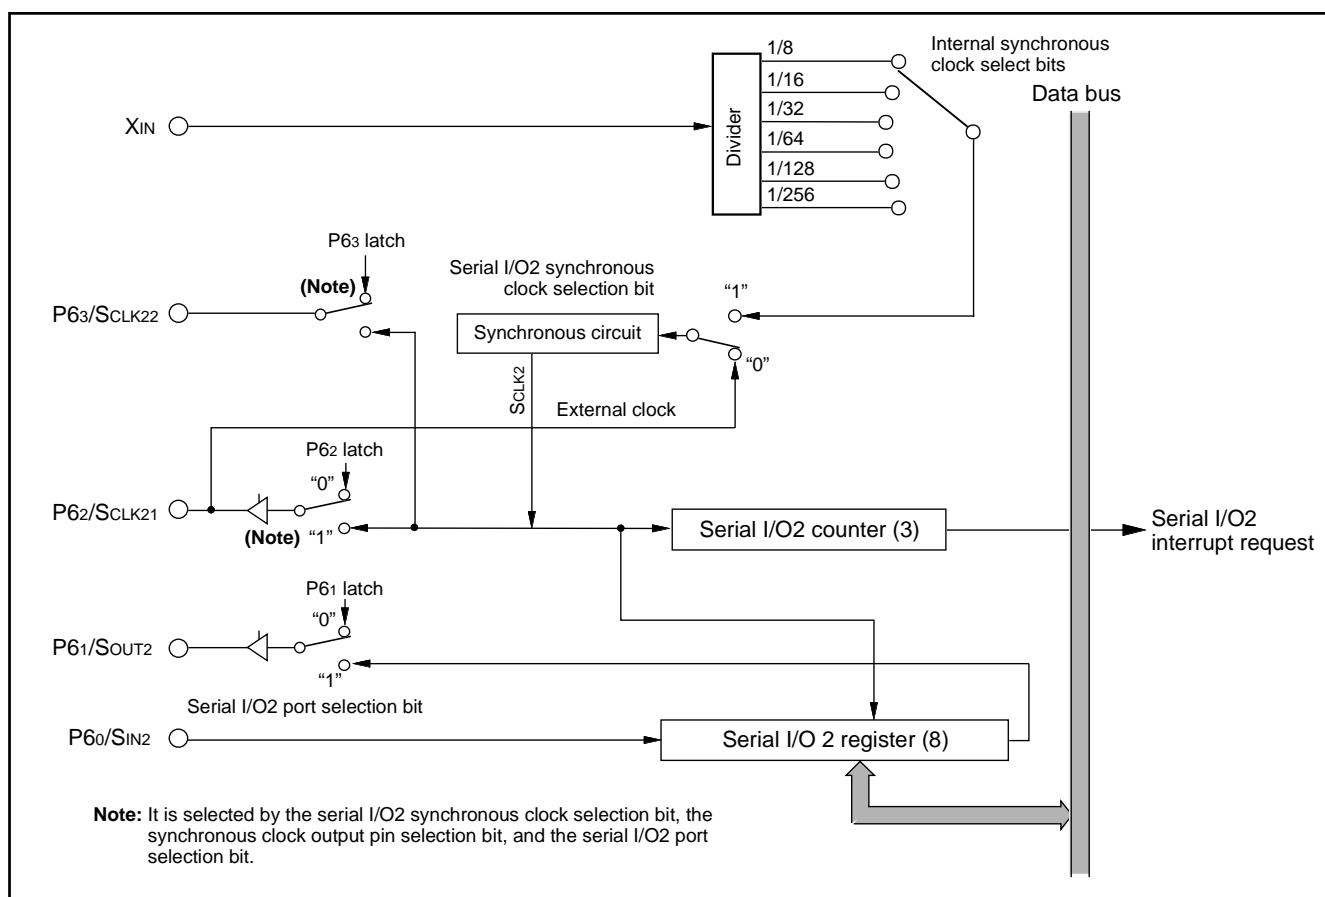 1/8
Internal synchronous
clock select bits
1/16
Data bus
XIN
Divider
1/32
1/64
1/128
1/256
P63 latch
Serial I/O2 synchronous
clock selection bit
(Note)
“1”
P63/SCLK22
Synchronous circuit
“0”
SCLK2
External clock
P62 latch
“0”
P62/SCLK21
(Note) “1”
Serial I/O2 counter (3)
Serial I/O2
interrupt request
P61 latch
“0”
P61/SOUT2
“1”
Serial I/O2 port selection bit
P60/SIN2
Serial I/O 2 register (8)
Note: It is selected by the serial I/O2 synchronous clock selection bit, the
synchronous clock output pin selection bit, and the serial I/O2 port
selection bit.